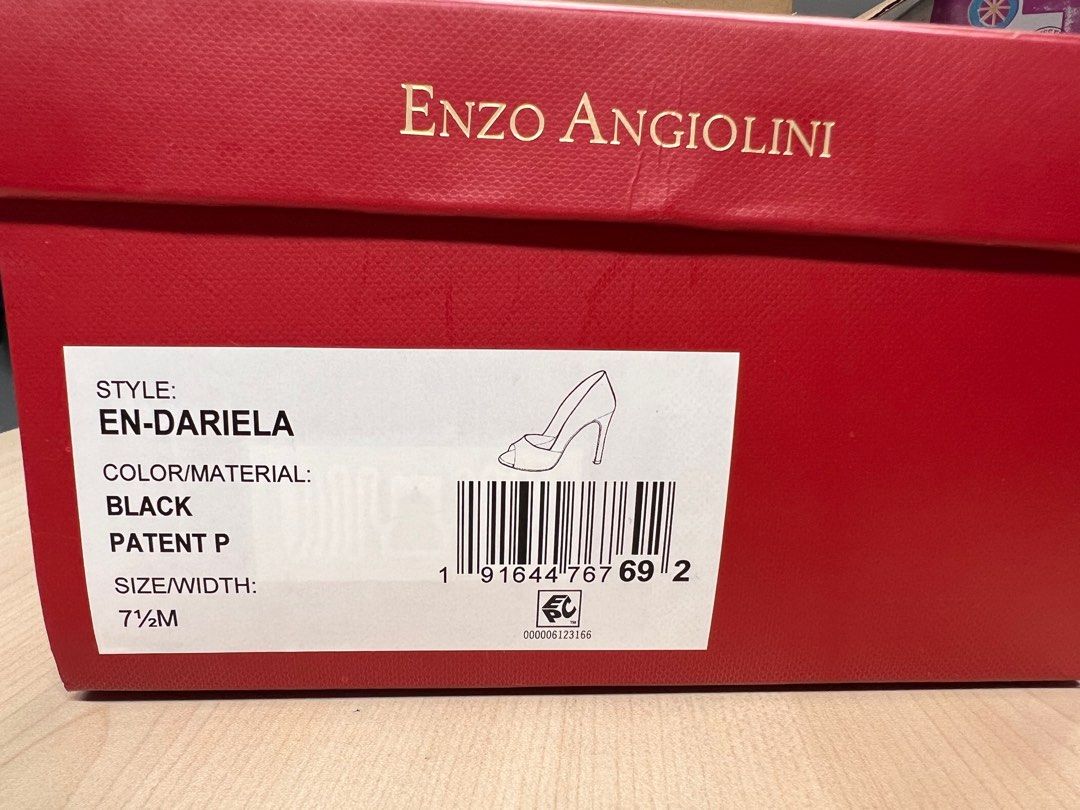 ENZO ANGIOLINI
STYLE:
EN-DARIELA
COLOR/MATERIAL:
BLACK
PATENT P
SIZE/WIDTH:
7½M
1 91644 767 69 2
EPC ™
000006123166